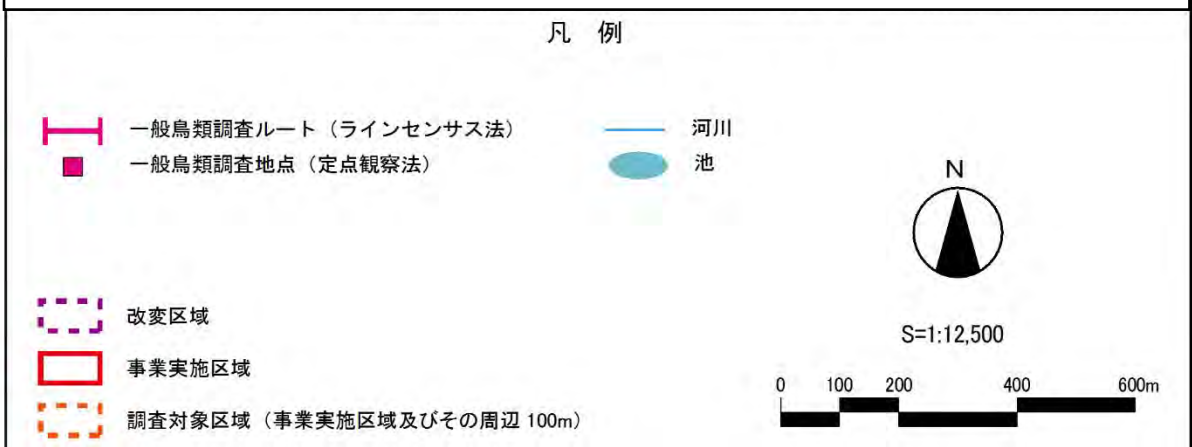 凡 例
一般鳥類調査ルート（ラインセンサス法）
一般鳥類調査地点（定点観察法）
河川
池
N
S=1:12,500
0 100 200 400 600m
改変区域
事業実施区域
調査対象区域（事業実施区域及びその周辺 100m）